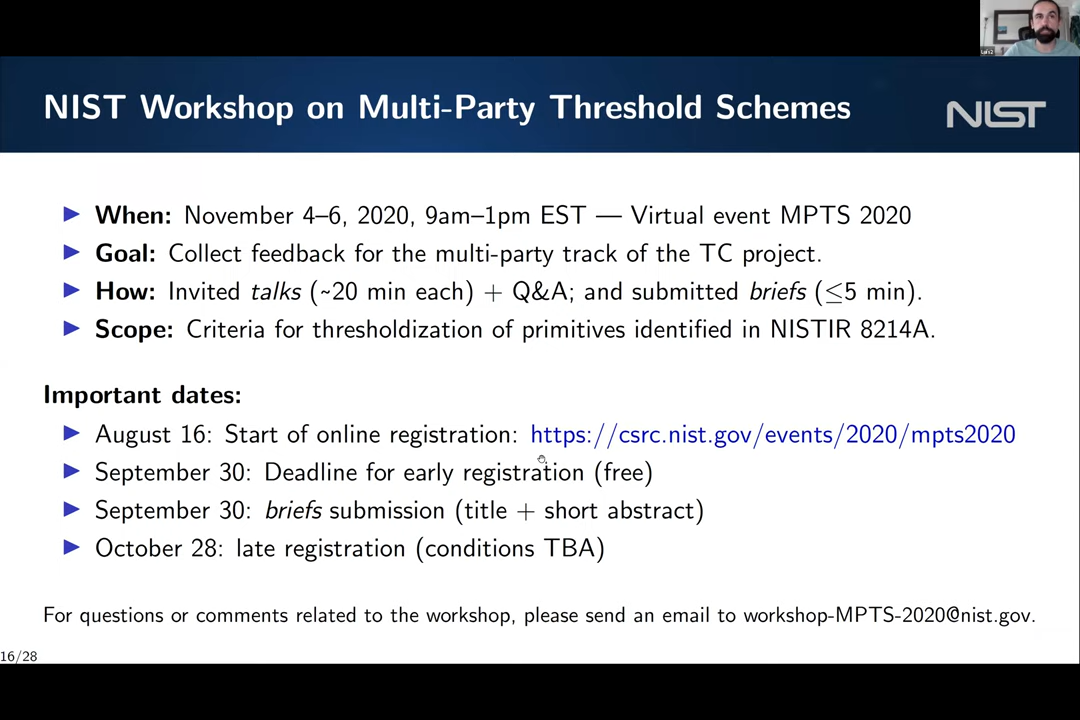 NIST Workshop on Multi-Party Threshold Schemes
NIST
▶ When: November 4–6, 2020, 9am–1pm EST — Virtual event MPTS 2020
▶ Goal: Collect feedback for the multi-party track of the TC project.
▶ How: Invited talks (~20 min each) + Q&A; and submitted briefs (≤5 min).
▶ Scope: Criteria for thresholdization of primitives identified in NISTIR 8214A.
Important dates:
▶ August 16: Start of online registration: https://csrc.nist.gov/events/2020/mpts2020
▶ September 30: Deadline for early registration (free)
▶ September 30: briefs submission (title + short abstract)
▶ October 28: late registration (conditions TBA)
For questions or comments related to the workshop, please send an email to workshop-MPTS-2020@nist.gov.
16/28